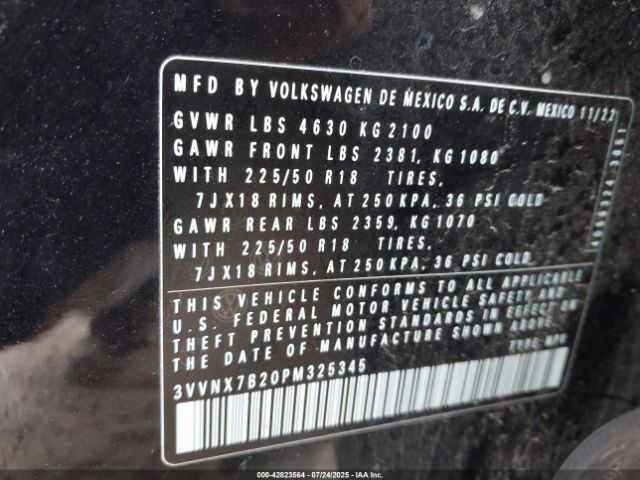 MFD BY VOLKSWAGEN DE MEXICO S.A. DE C.V. MEXICO 11/22
GVWR LBS 4630 KG 2100
GAWR FRONT LBS 2381, KG 1080
WITH 225/50 R18 TIRES,
7JX18 RIMS, AT 250 KPA, 36 PSI COLD
GAWR REAR LBS 2359, KG 1070
WITH 225/50 R18 TIRES,
7JX18 RIMS, AT 250 KPA, 36 PSI COLD.
THIS VEHICLE CONFORMS TO ALL APPLICABLE
U.S. FEDERAL MOTOR VEHICLE SAFETY AND
THEFT PREVENTION STANDARDS IN EFFECT ON
THE DATE OF MANUFACTURE SHOWN ABOVE.
TYPE: MPV
3VVNX7B20PM325345
000-42823564 | 07/24/2025 | IAAI.COM